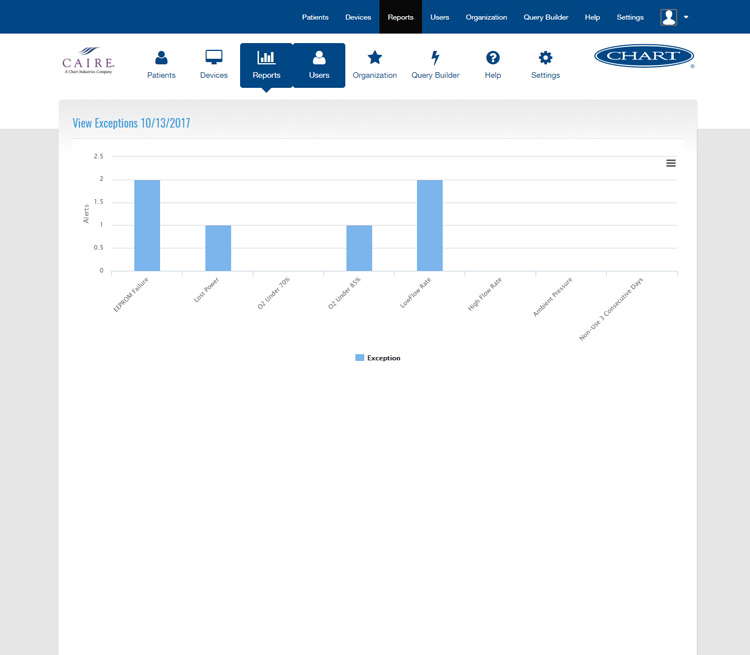 Patients Devices Reports Users Organization Query Builder Help Settings
CAIRE
A Chart Industries Company
Patients Devices Reports Users Organization Query Builder Help Settings
CHART®
View Exceptions 10/13/2017
2.5
2
1.5
1
0.5
0
Alerts
EEPROM Failure
Lost Power
O2 Under 70%
O2 Under 85%
LowFlow Rate
High Flow Rate
Ambient Pressure
Non-Use 3 Consecutive Days
Exception